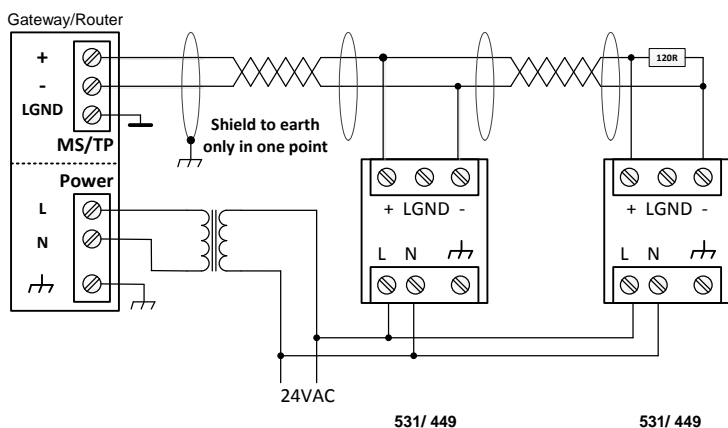 Gateway/Router
+
-
LGND
MS/TP
Shield to earth
only in one point
120R
Power
L
N
+ LGND -
L N
+ LGND -
L N
24VAC
531/ 449
531/ 449